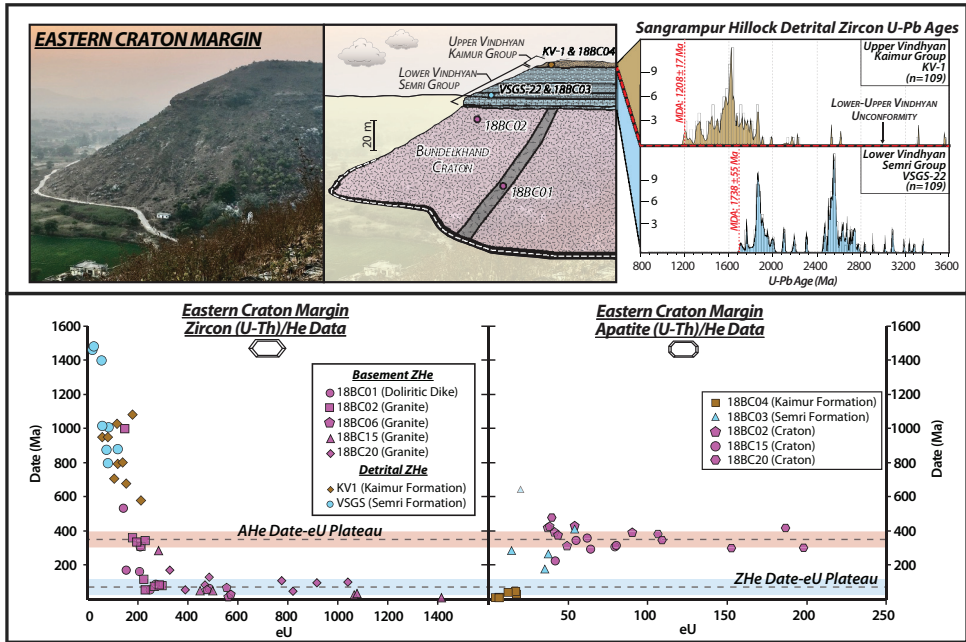 EASTERN CRATON MARGIN
UPPER VINDHYAN
KAIMUR GROUP
KV-1 & 18BC04
LOWER VINDHYAN
SEMRI GROUP
VSGS-22 & 18BC03
18BC02
20 m
BUNDELKHAND
CRATON
18BC01
Sangrampur Hillock Detrital Zircon U-Pb Ages
Upper Vindhyan
Kaimur Group
KV-1
(n=109)
MDA: 1208±17 Ma
LOWER-UPPER VINDHYAN
UNCONFORMITY
9
6
3
Lower Vindhyan
Semri Group
VSGS-22
(n=109)
MDA: 1738±55 Ma
9
6
3
800 1200 1600 2000 2400 2800 3200 3600
U-Pb Age (Ma)
Eastern Craton Margin
Zircon (U-Th)/He Data
Basement ZHe
18BC01 (Doliritic Dike)
18BC02 (Granite)
18BC06 (Granite)
18BC15 (Granite)
18BC20 (Granite)
Detrital ZHe
KV1 (Kaimur Formation)
VSGS (Semri Formation)
AHe Date-eU Plateau
Date (Ma)
1600
1400
1200
1000
800
600
400
200
0 200 400 600 800 1000 1200 1400
eU
Eastern Craton Margin
Apatite (U-Th)/He Data
18BC04 (Kaimur Formation)
18BC03 (Semri Formation)
18BC02 (Craton)
18BC15 (Craton)
18BC20 (Craton)
ZHe Date-eU Plateau
1600
1400
1200
1000
800
600
400
200
Date (Ma)
0 50 100 150 200 250
eU